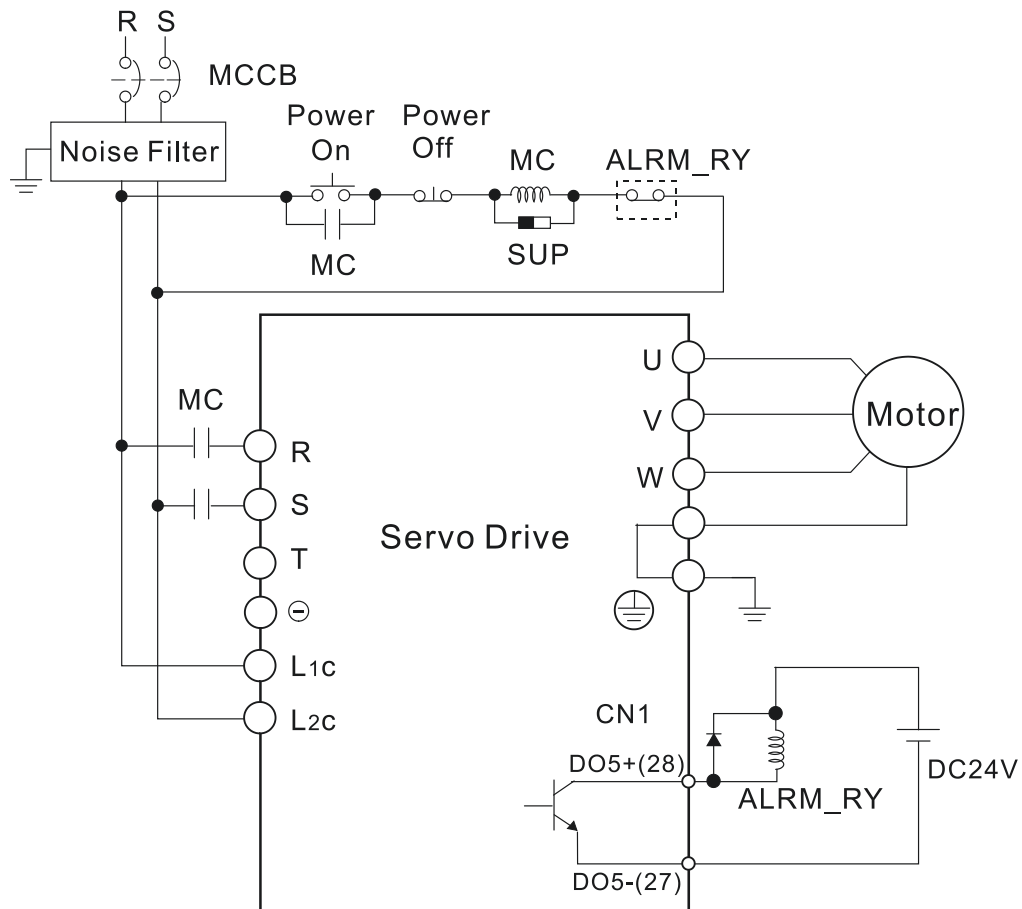 R S
MCCB
Noise Filter
Power
On
Power
Off
MC
ALRM_RY
MC
SUP
MC
R
S
T
⊖
L1c
L2c
Servo Drive
U
V
W
Motor
CN1
DO5+(28)
ALRM_RY
DC24V
DO5-(27)